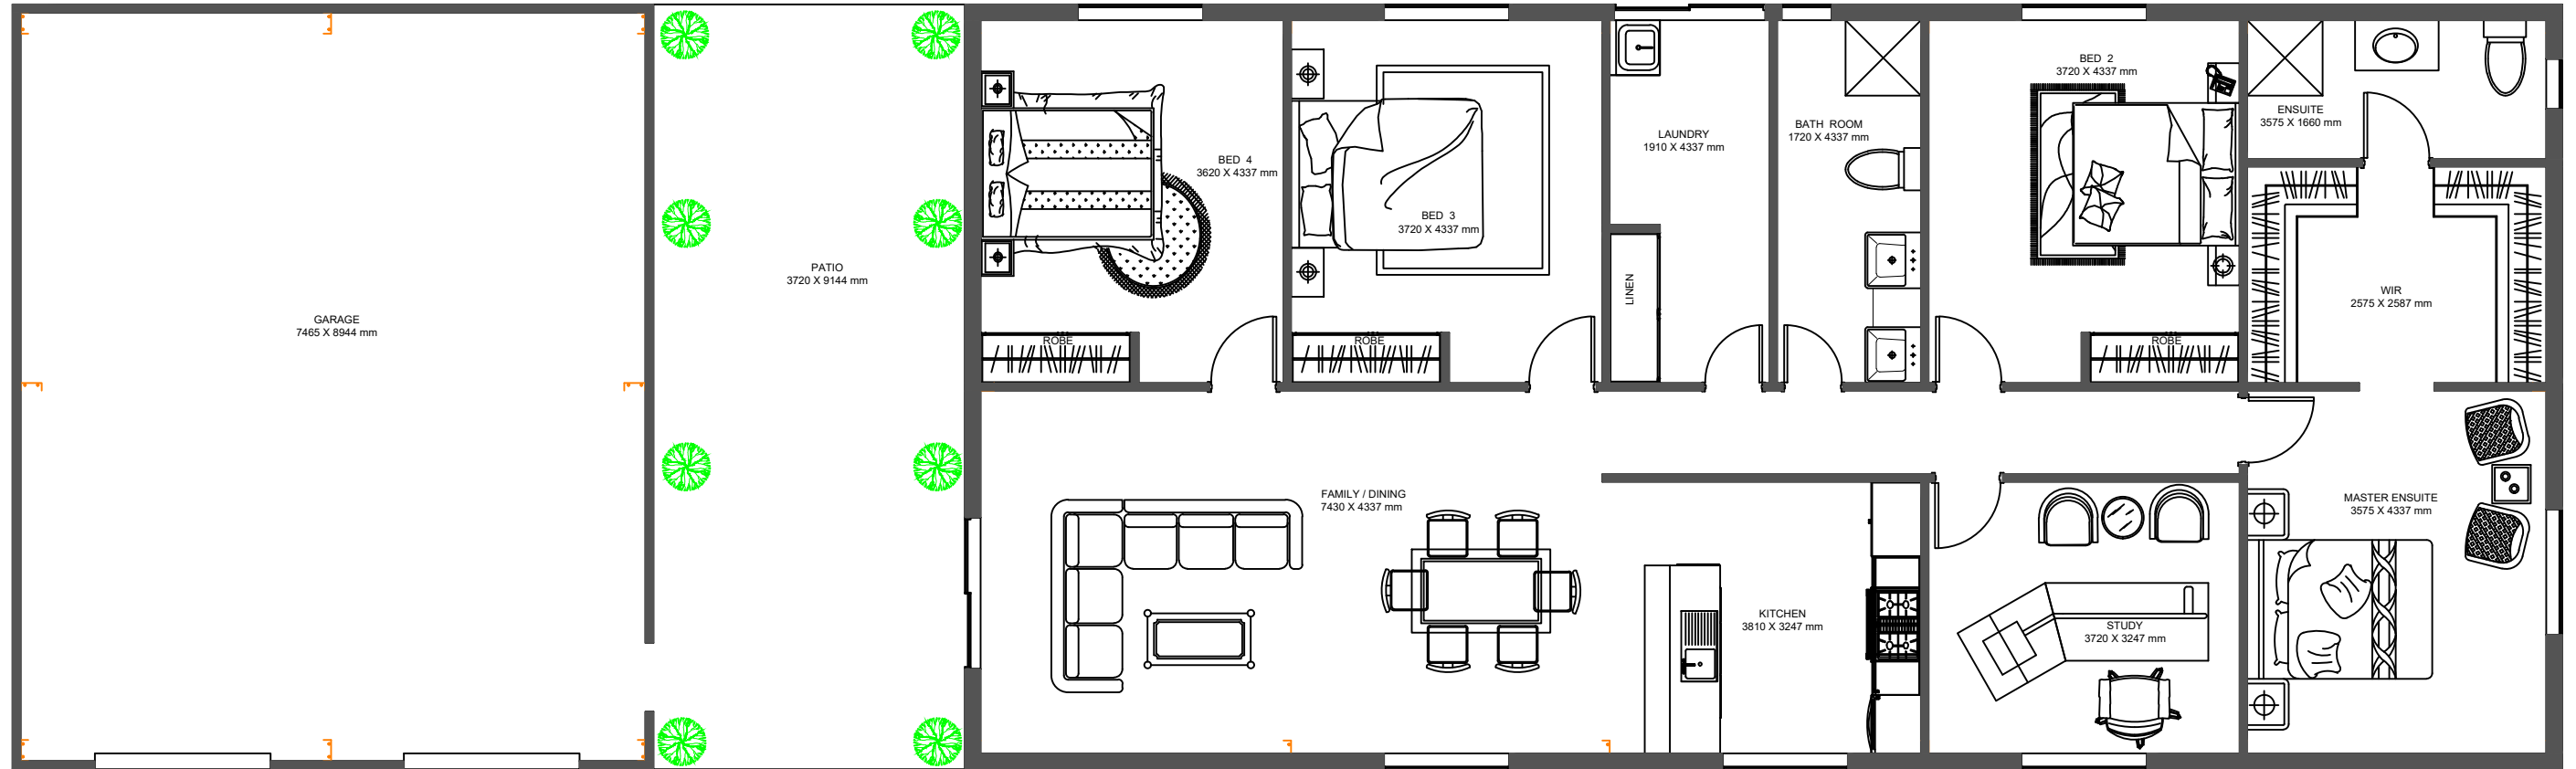 GARAGE
7465 X 8944 mm
PATIO
3720 X 9144 mm
BED 4
3620 X 4337 mm
ROBE
BED 3
3720 X 4337 mm
ROBE
LAUNDRY
1910 X 4337 mm
LINEN
BATH ROOM
1720 X 4337 mm
BED 2
3720 X 4337 mm
ROBE
ENSUITE
3575 X 1660 mm
WIR
2575 X 2587 mm
FAMILY / DINING
7430 X 4337 mm
KITCHEN
3810 X 3247 mm
STUDY
3720 X 3247 mm
MASTER ENSUITE
3575 X 4337 mm